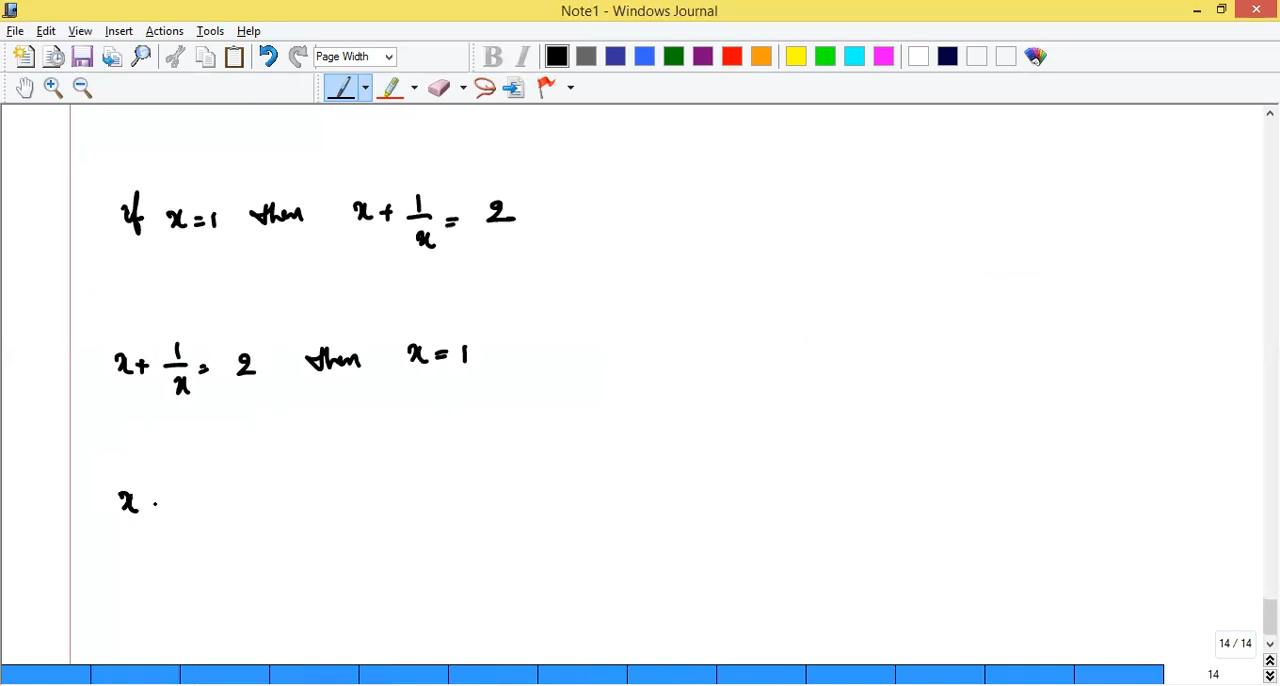 Note1 - Windows Journal
File Edit View Insert Actions Tools Help
Page Width B I
if x=1 then x + 1/x = 2
x + 1/x = 2 then x = 1
x .
14 / 14
14